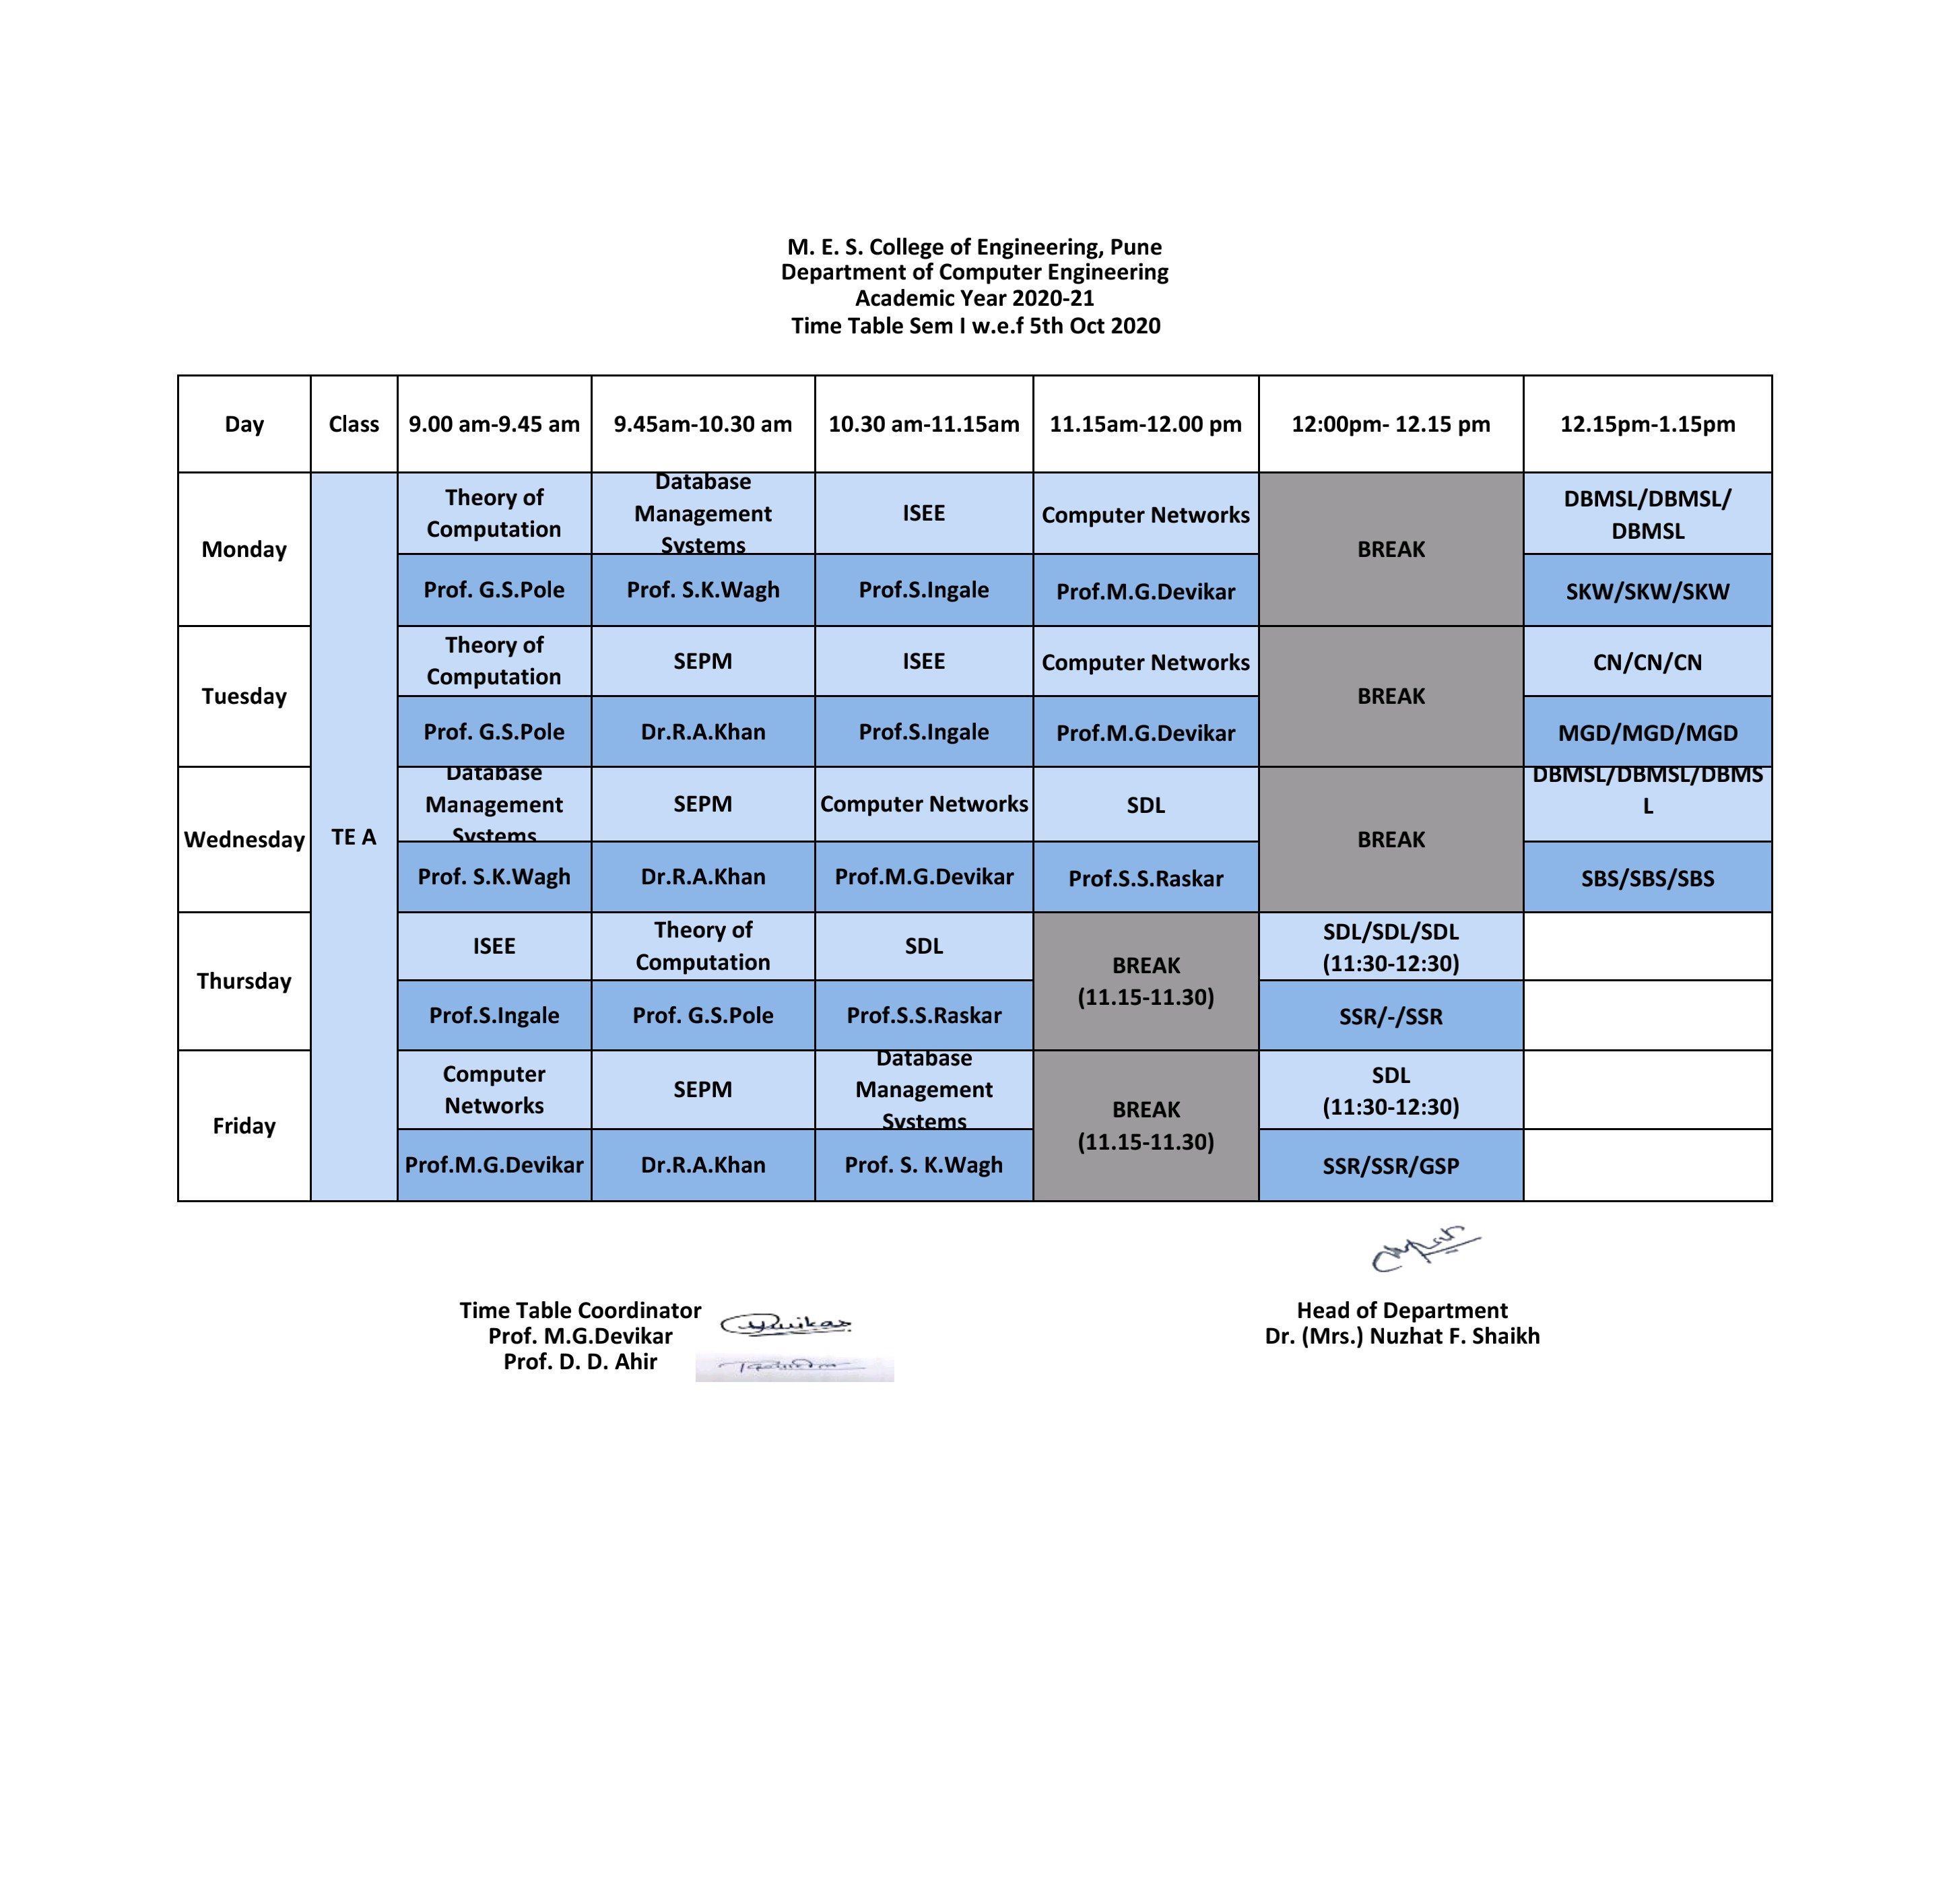 M. E. S. College of Engineering, Pune
Department of Computer Engineering
Academic Year 2020-21
Time Table Sem I w.e.f 5th Oct 2020
Day Class 9.00 am-9.45 am 9.45am-10.30 am 10.30 am-11.15am 11.15am-12.00 pm 12:00pm- 12.15 pm 12.15pm-1.15pm
Monday
TE A
Theory of
Computation
Database
Management
Systems
ISEE
Computer Networks
BREAK
DBMSL/DBMSL/
DBMSL
Prof. G.S.Pole
Prof. S.K.Wagh
Prof.S.Ingale
Prof.M.G.Devikar
SKW/SKW/SKW
Tuesday
Theory of
Computation
SEPM
ISEE
Computer Networks
BREAK
CN/CN/CN
Prof. G.S.Pole
Dr.R.A.Khan
Prof.S.Ingale
Prof.M.G.Devikar
MGD/MGD/MGD
Wednesday
Database
Management
Systems
SEPM
Computer Networks
SDL
BREAK
DBMSL/DBMSL/DBMS
L
Prof. S.K.Wagh
Dr.R.A.Khan
Prof.M.G.Devikar
Prof.S.S.Raskar
SBS/SBS/SBS
Thursday
ISEE
Theory of
Computation
SDL
BREAK
(11.15-11.30)
SDL/SDL/SDL
(11:30-12:30)
Prof.S.Ingale
Prof. G.S.Pole
Prof.S.S.Raskar
SSR/-/SSR
Friday
Computer
Networks
SEPM
Database
Management
Systems
BREAK
(11.15-11.30)
SDL
(11:30-12:30)
Prof.M.G.Devikar
Dr.R.A.Khan
Prof. S. K.Wagh
SSR/SSR/GSP
Time Table Coordinator
Prof. M.G.Devikar
Prof. D. D. Ahir
Head of Department
Dr. (Mrs.) Nuzhat F. Shaikh